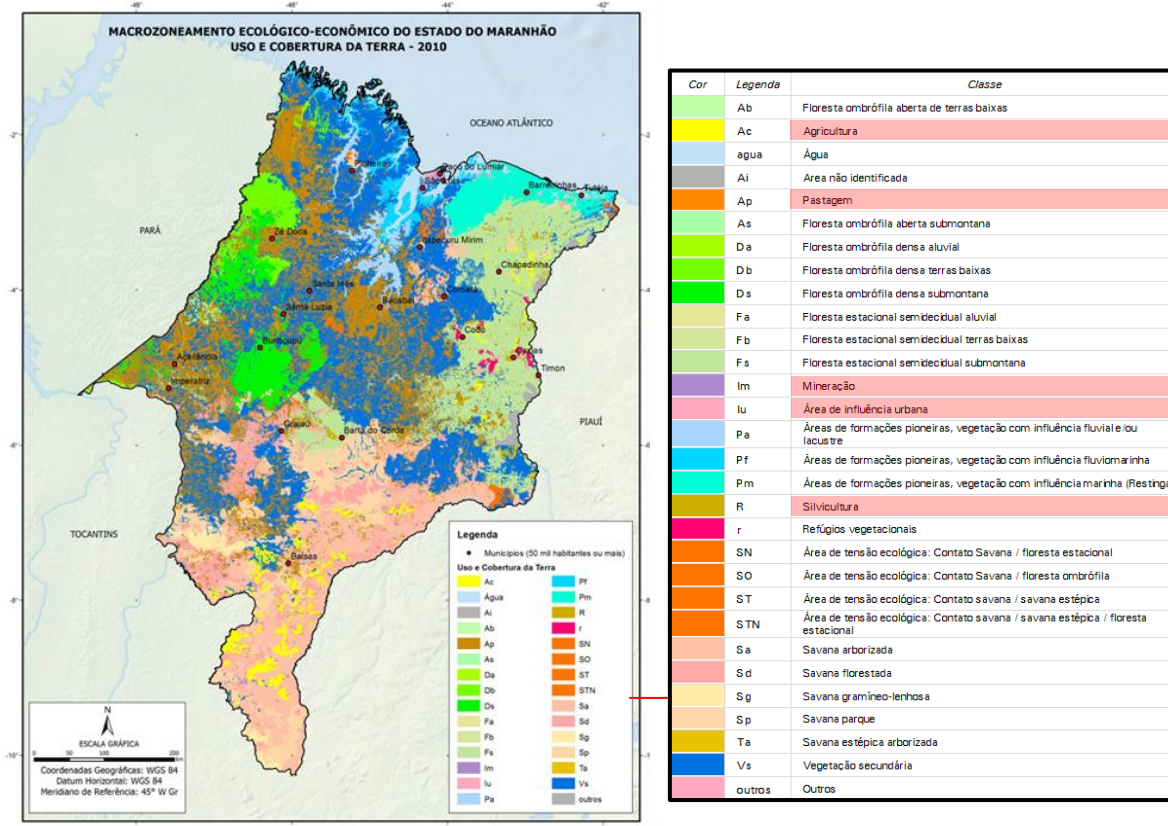 MACROZONEAMENTO ECOLÓGICO-ECONÔMICO DO ESTADO DO MARANHÃO
USO E COBERTURA DA TERRA - 2010
-48°
-46°
-44°
-42°
-2°
-4°
-6°
-8°
-10°
OCEANO ATLÂNTICO
PARÁ
PIAUÍ
TOCANTINS
Pinheiro
Paço do Lumiar
São Luís
Barreirinhas
Tutóia
Zé Doca
Itapecuru Mirim
Chapadinha
Santa Inês
Coroatá
Santa Luzia
Bacabal
Codó
Buriticupu
Caxias
Açailândia
Timon
Imperatriz
Grajaú
Barra do Corda
Balsas
Legenda
Municípios (50 mil habitantes ou mais)
Uso e Cobertura da Terra
Ac
Água
Ai
Ab
Ap
As
Da
Db
Ds
Fa
Fb
Fs
Im
Iu
Pa
Pf
Pm
R
r
SN
SO
ST
STN
Sa
Sd
Sg
Sp
Ta
Vs
outros
N
ESCALA GRÁFICA
0 50 100 200
Km
Coordenadas Geográficas: WGS 84
Datum Horizontal: WGS 84
Meridiano de Referência: 45° W Gr
Cor Legenda Classe
Ab Floresta ombrófila aberta de terras baixas
Ac Agricultura
agua Água
Ai Area não identificada
Ap Pastagem
As Floresta ombrófila aberta submontana
Da Floresta ombrófila densa aluvial
Db Floresta ombrófila densa terras baixas
Ds Floresta ombrófila densa submontana
Fa Floresta estacional semidecidual aluvial
Fb Floresta estacional semidecidual terras baixas
Fs Floresta estacional semidecidual submontana
Im Mineração
Iu Área de influência urbana
Pa Áreas de formações pioneiras, vegetação com influência fluvial e/ou
lacustre
Pf Áreas de formações pioneiras, vegetação com influência fluviomarinha
Pm Áreas de formações pioneiras, vegetação com influência marinha (Restinga
R Silvicultura
r Refúgios vegetacionais
SN Área de tensão ecológica: Contato Savana / floresta estacional
SO Área de tensão ecológica: Contato Savana / floresta ombrófila
ST Área de tensão ecológica: Contato savana / savana estépica
STN Área de tensão ecológica: Contato savana / savana estépica / floresta
estacional
Sa Savana arborizada
Sd Savana florestada
Sg Savana gramíneo-lenhosa
Sp Savana parque
Ta Savana estépica arborizada
Vs Vegetação secundária
outros Outros